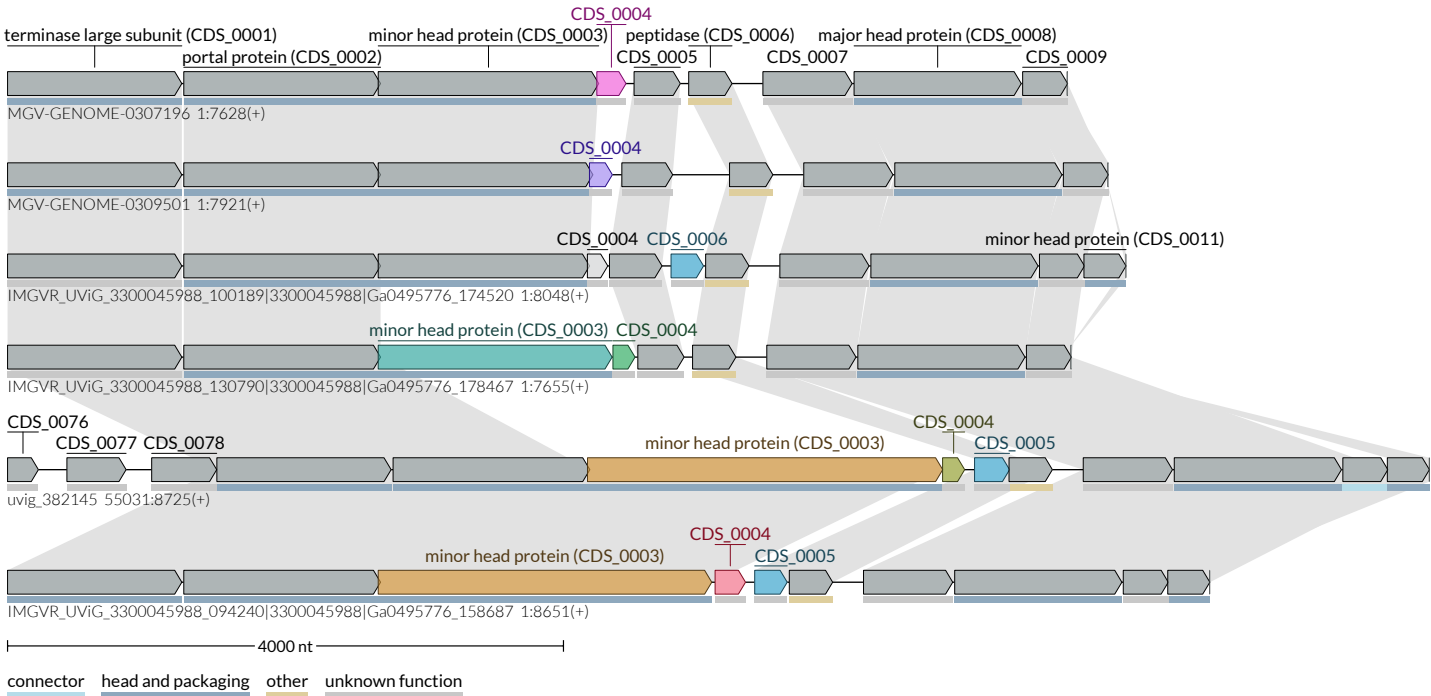 CDS_0004
terminase large subunit (CDS_0001) minor head protein (CDS_0003) peptidase (CDS_0006) major head protein (CDS_0008)
portal protein (CDS_0002) CDS_0005 CDS_0007 CDS_0009
MGV-GENOME-0307196 1:7628(+)
CDS_0004
MGV-GENOME-0309501 1:7921(+)
CDS_0004 CDS_0006 minor head protein (CDS_0011)
IMGVR_UViG_3300045988_100189|3300045988|Ga0495776_174520 1:8048(+)
minor head protein (CDS_0003) CDS_0004
IMGVR_UViG_3300045988_130790|3300045988|Ga0495776_178467 1:7655(+)
CDS_0076 CDS_0004
CDS_0077 CDS_0078 minor head protein (CDS_0003) CDS_0005
uvig_382145 55031:8725(+)
CDS_0004
minor head protein (CDS_0003) CDS_0005
IMGVR_UViG_3300045988_094240|3300045988|Ga0495776_158687 1:8651(+)
4000 nt
connector head and packaging other unknown function